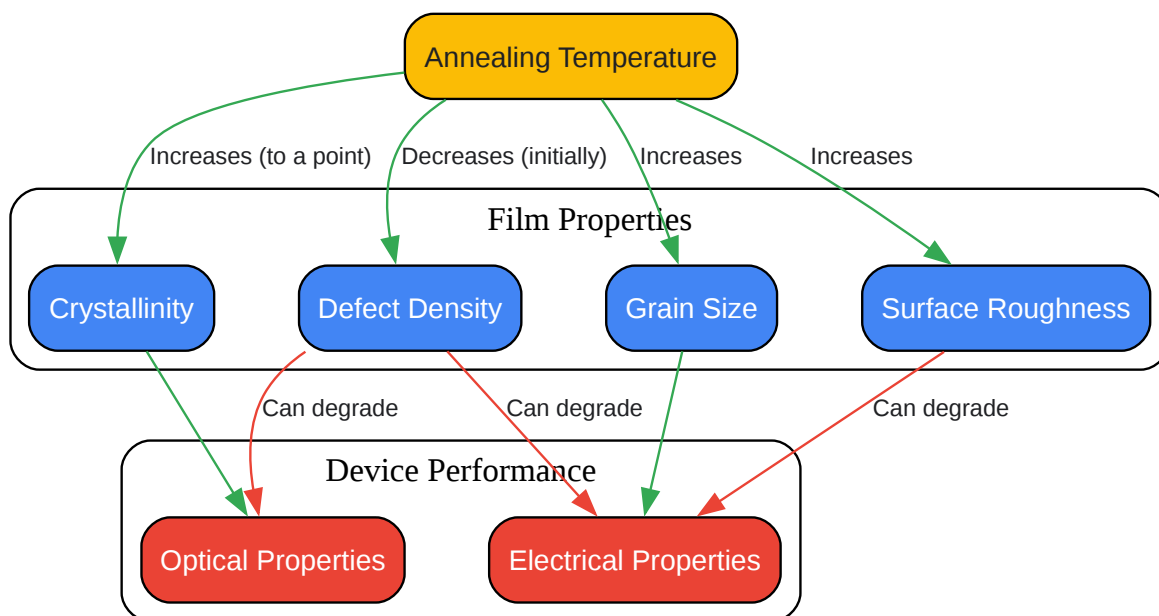 Annealing Temperature
Increases (to a point)
Decreases (initially)
Increases
Increases
Film Properties
Crystallinity
Defect Density
Grain Size
Surface Roughness
Can degrade
Can degrade
Can degrade
Device Performance
Optical Properties
Electrical Properties